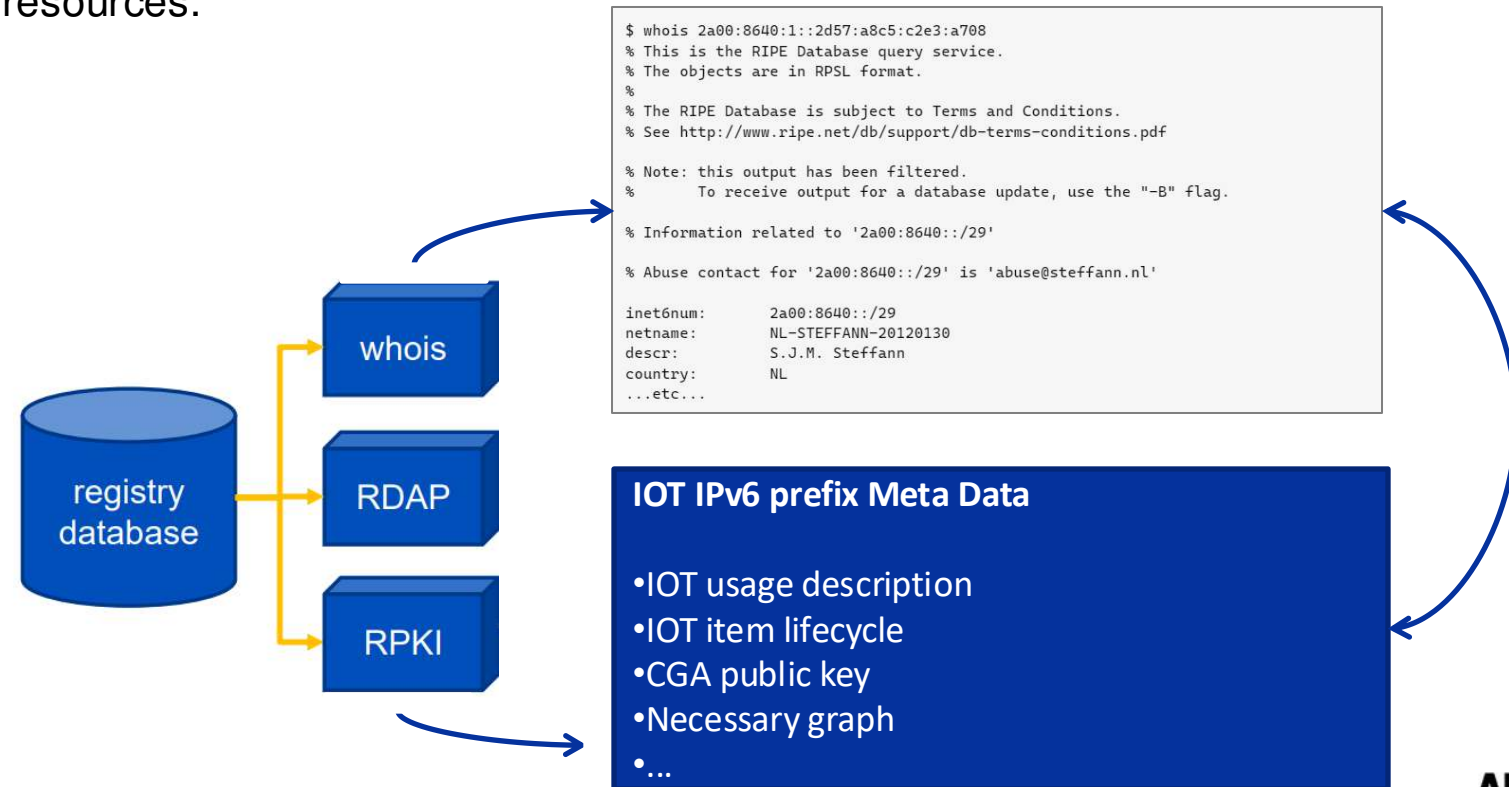 resources.
$ whois 2a00:8640:1::2d57:a8c5:c2e3:a708
% This is the RIPE Database query service.
% The objects are in RPSL format.
%
% The RIPE Database is subject to Terms and Conditions.
% See http://www.ripe.net/db/support/db-terms-conditions.pdf
% Note: this output has been filtered.
%       To receive output for a database update, use the "-B" flag.
% Information related to '2a00:8640::/29'
% Abuse contact for '2a00:8640::/29' is 'abuse@steffann.nl'
inet6num:       2a00:8640::/29
netname:        NL-STEFFANN-20120130
descr:          S.J.M. Steffann
country:        NL
...etc...
registry
database
whois
RDAP
RPKI
IOT IPv6 prefix Meta Data
•IOT usage description
•IOT item lifecycle
•CGA public key
•Necessary graph
•...